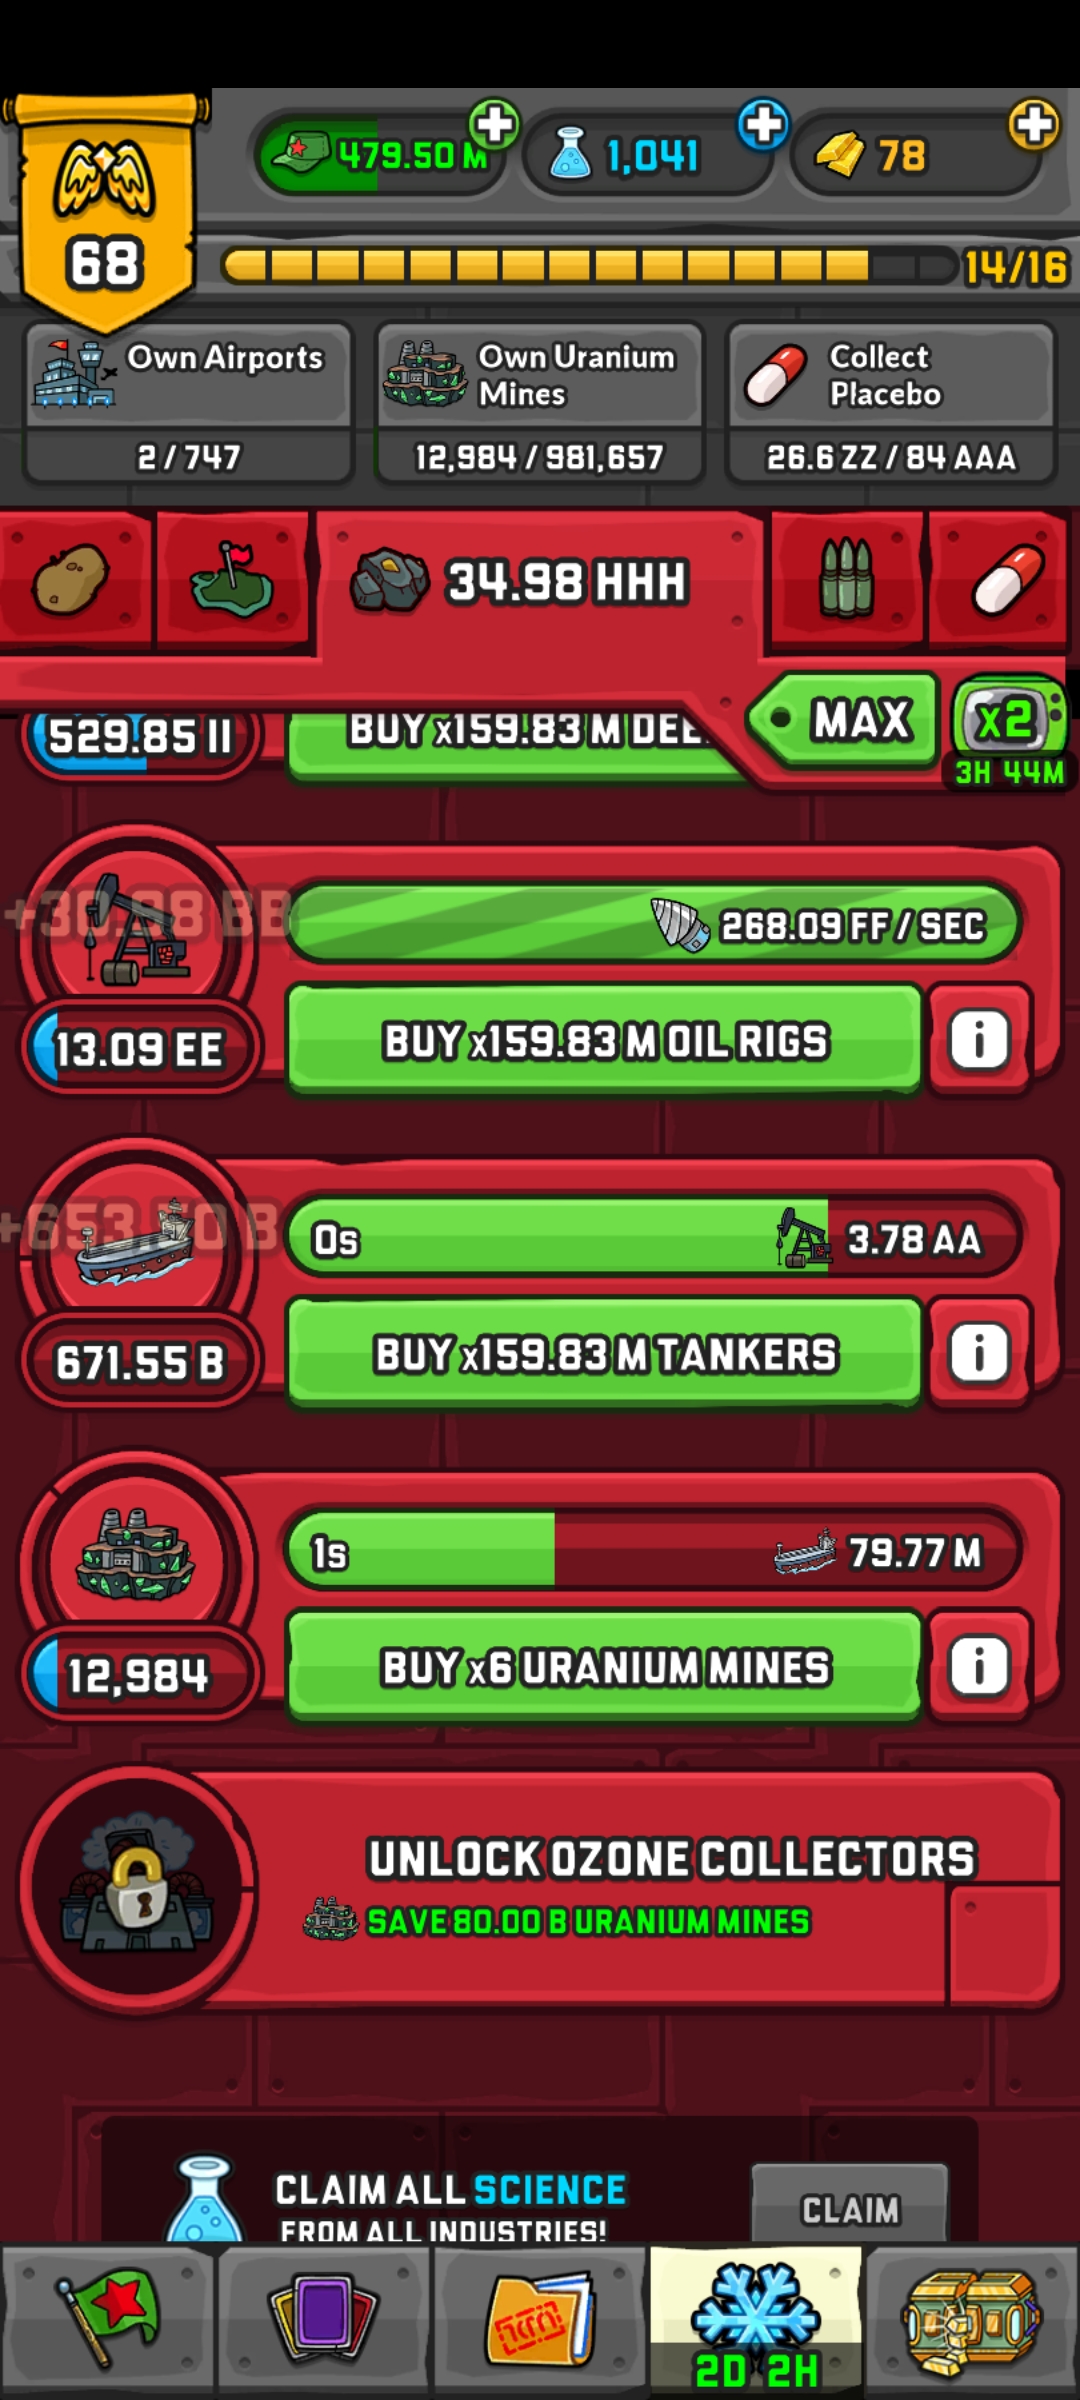 479.50 M
1,041
78
68
14/16
Own Airports
2 / 747
Own Uranium
Mines
12,984 / 981,657
Collect
Placebo
26.6 ZZ / 84 AAA
34.98 HHH
MAX
x2
3H 44M
529.85 II
BUY x159.83 M DEE
+30.98 BB
268.09 FF / SEC
13.09 EE
BUY x159.83 M OIL RIGS
i
0s
3.78 AA
671.55 B
BUY x159.83 M TANKERS
i
1s
79.77 M
12,984
BUY x6 URANIUM MINES
i
UNLOCK OZONE COLLECTORS
SAVE 80.00 B URANIUM MINES
CLAIM ALL SCIENCE
FROM ALL INDUSTRIES!
CLAIM
2D 2H